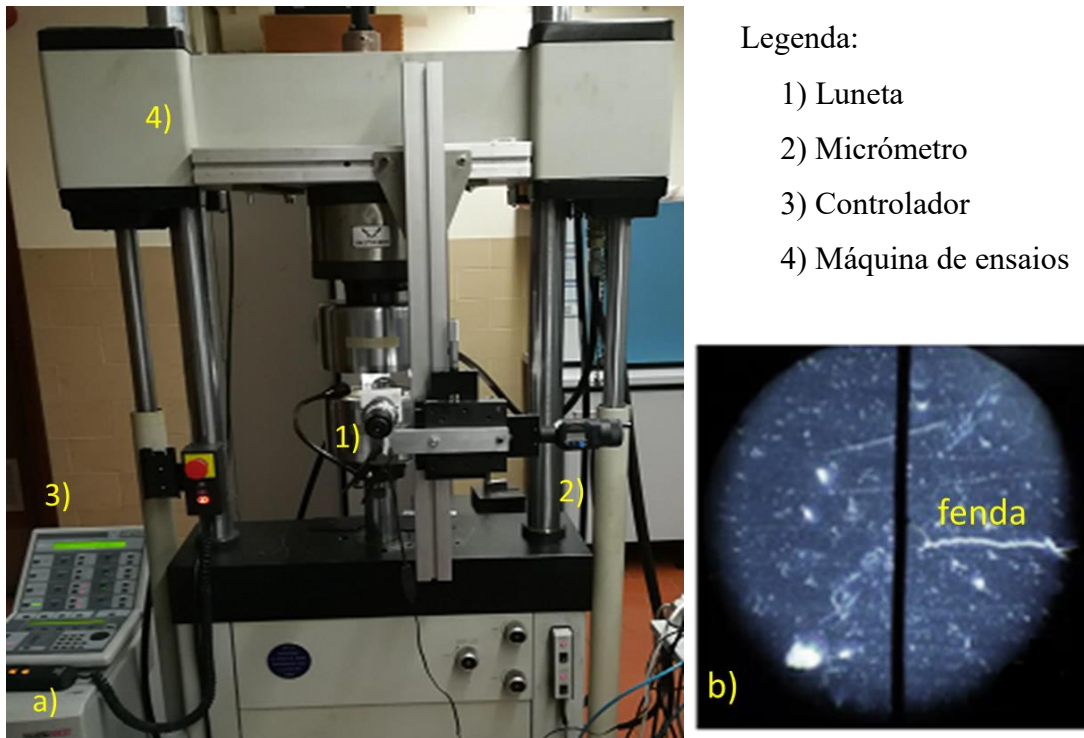 Legenda:
1) Luneta
2) Micrómetro
3) Controlador
4) Máquina de ensaios
4)
1)
2)
3)
a)
fenda
b)